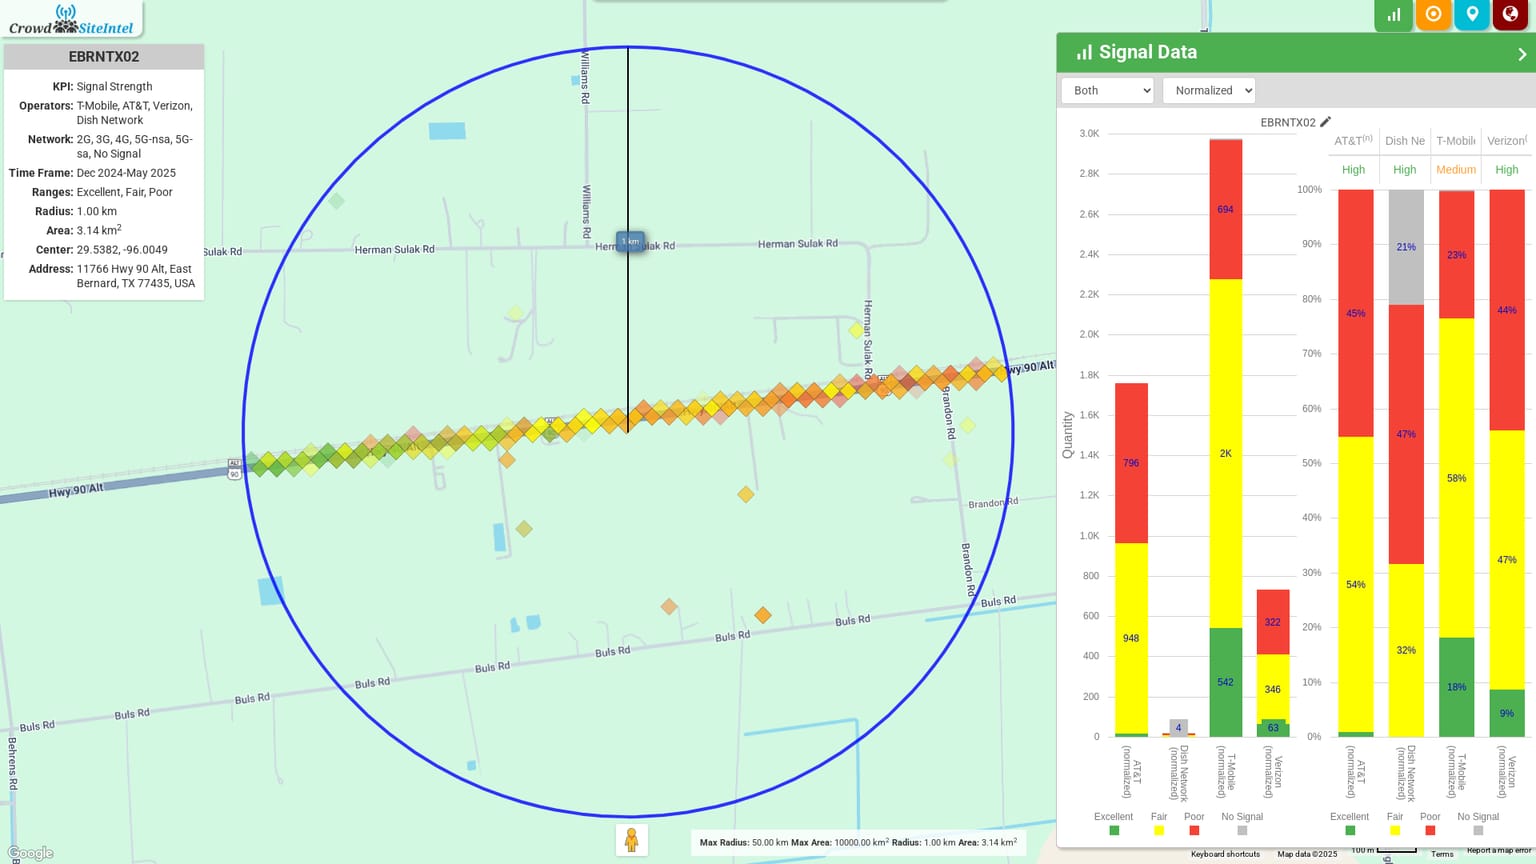 CrowdSiteIntel
EBRNTX02
KPI: Signal Strength
Operators: T-Mobile, AT&T, Verizon,
Dish Network
Network: 2G, 3G, 4G, 5G-nsa, 5G-
sa, No Signal
Time Frame: Dec 2024-May 2025
Ranges: Excellent, Fair, Poor
Radius: 1.00 km
Area: 3.14 km²
Center: 29.5382, -96.0049
Address: 11766 Hwy 90 Alt, East
Bernard, TX 77435, USA
Williams Rd
Williams Rd
Sulak Rd
Herman Sulak Rd
1 km
Herman Sulak Rd
Herman Sulak Rd
Hwy 90 Alt
ALT
90
Hwy 90 Alt
Brandon Rd
Brandon Rd
Brandon Rd
Buls Rd
Buls Rd
Buls Rd
Buls Rd
Buls Rd
Buls Rd
Buls Rd
Buls Rd
Buls Rd
Behrens Rd
Google
Max Radius: 50.00 km Max Area: 10000.00 km² Radius: 1.00 km Area: 3.14 km²
Signal Data
Both
Normalized
EBRNTX02
3.0K
2.8K
2.6K
2.4K
2.2K
2.0K
1.8K
1.6K
1.4K
1.2K
1.0K
800
600
400
200
0
Quantity
796
948
4
694
2K
542
322
346
63
AT&T
(normalized)
Dish Network
(normalized)
T-Mobile
(normalized)
Verizon
(normalized)
Excellent
Fair
Poor
No Signal
AT&T(n)
Dish Ne
T-Mobile
Verizon(
High
High
Medium
High
100%
90%
80%
70%
60%
50%
40%
30%
20%
10%
0%
45%
54%
21%
47%
32%
23%
58%
18%
44%
47%
9%
AT&T
(normalized)
Dish Network
(normalized)
T-Mobile
(normalized)
Verizon
(normalized)
Excellent
Fair
Poor
No Signal
Keyboard shortcuts
Map data ©2025
100 m
Terms
Report a map error